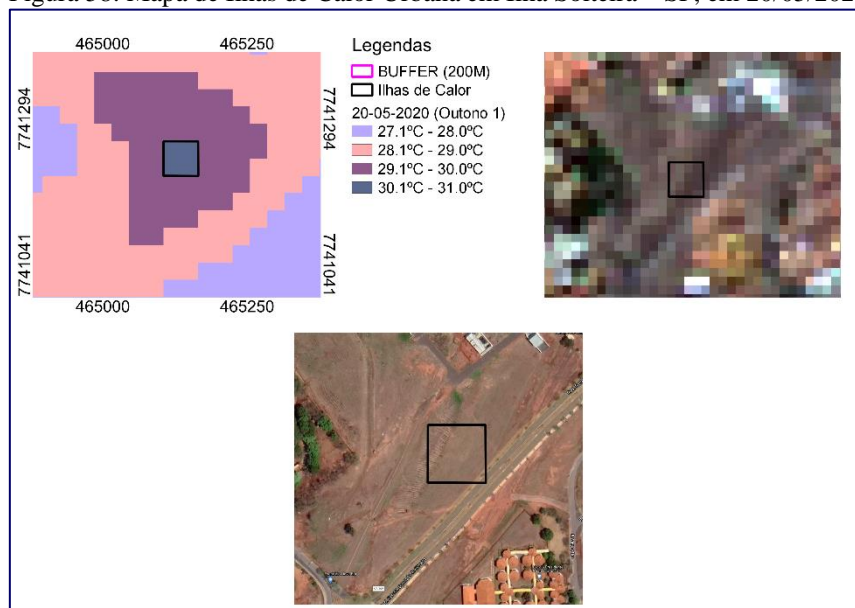 465000 465250
7741294
7741294
7741041
7741041
465000 465250
Legendas
BUFFER (200M)
Ilhas de Calor
20-05-2020 (Outono 1)
27.1ºC - 28.0ºC
28.1ºC - 29.0ºC
29.1ºC - 30.0ºC
30.1ºC - 31.0ºC